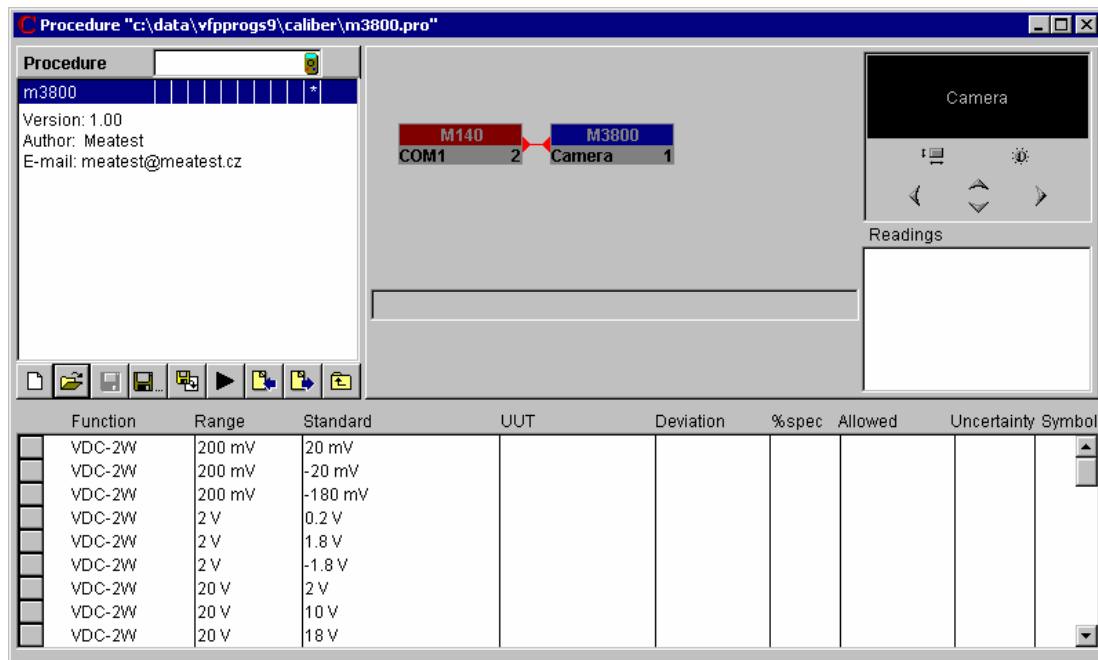 C Procedure "c:\data\vfpprogs9\caliber\m3800.pro"
Procedure
m3800 *
Version: 1.00
Author: Meatest
E-mail: meatest@meatest.cz
M140 M3800
COM1 2 Camera 1
Camera
Readings
Function Range Standard UUT Deviation %spec Allowed Uncertainty Symbol
VDC-2W 200 mV 20 mV
VDC-2W 200 mV -20 mV
VDC-2W 200 mV -180 mV
VDC-2W 2 V 0.2 V
VDC-2W 2 V 1.8 V
VDC-2W 2 V -1.8 V
VDC-2W 20 V 2 V
VDC-2W 20 V 10 V
VDC-2W 20 V 18 V